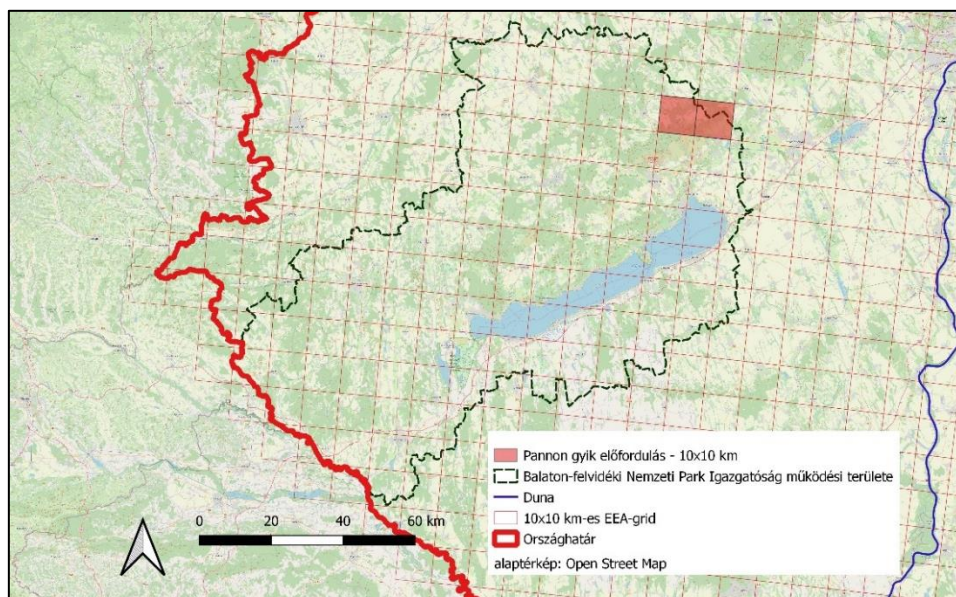 Pannon gyik előfordulás - 10x10 km
Balaton-felvidéki Nemzeti Park Igazgatóság működési területe
Duna
10x10 km-es EEA-grid
Országhatár
alaptérkép: Open Street Map
0 20 40 60 km